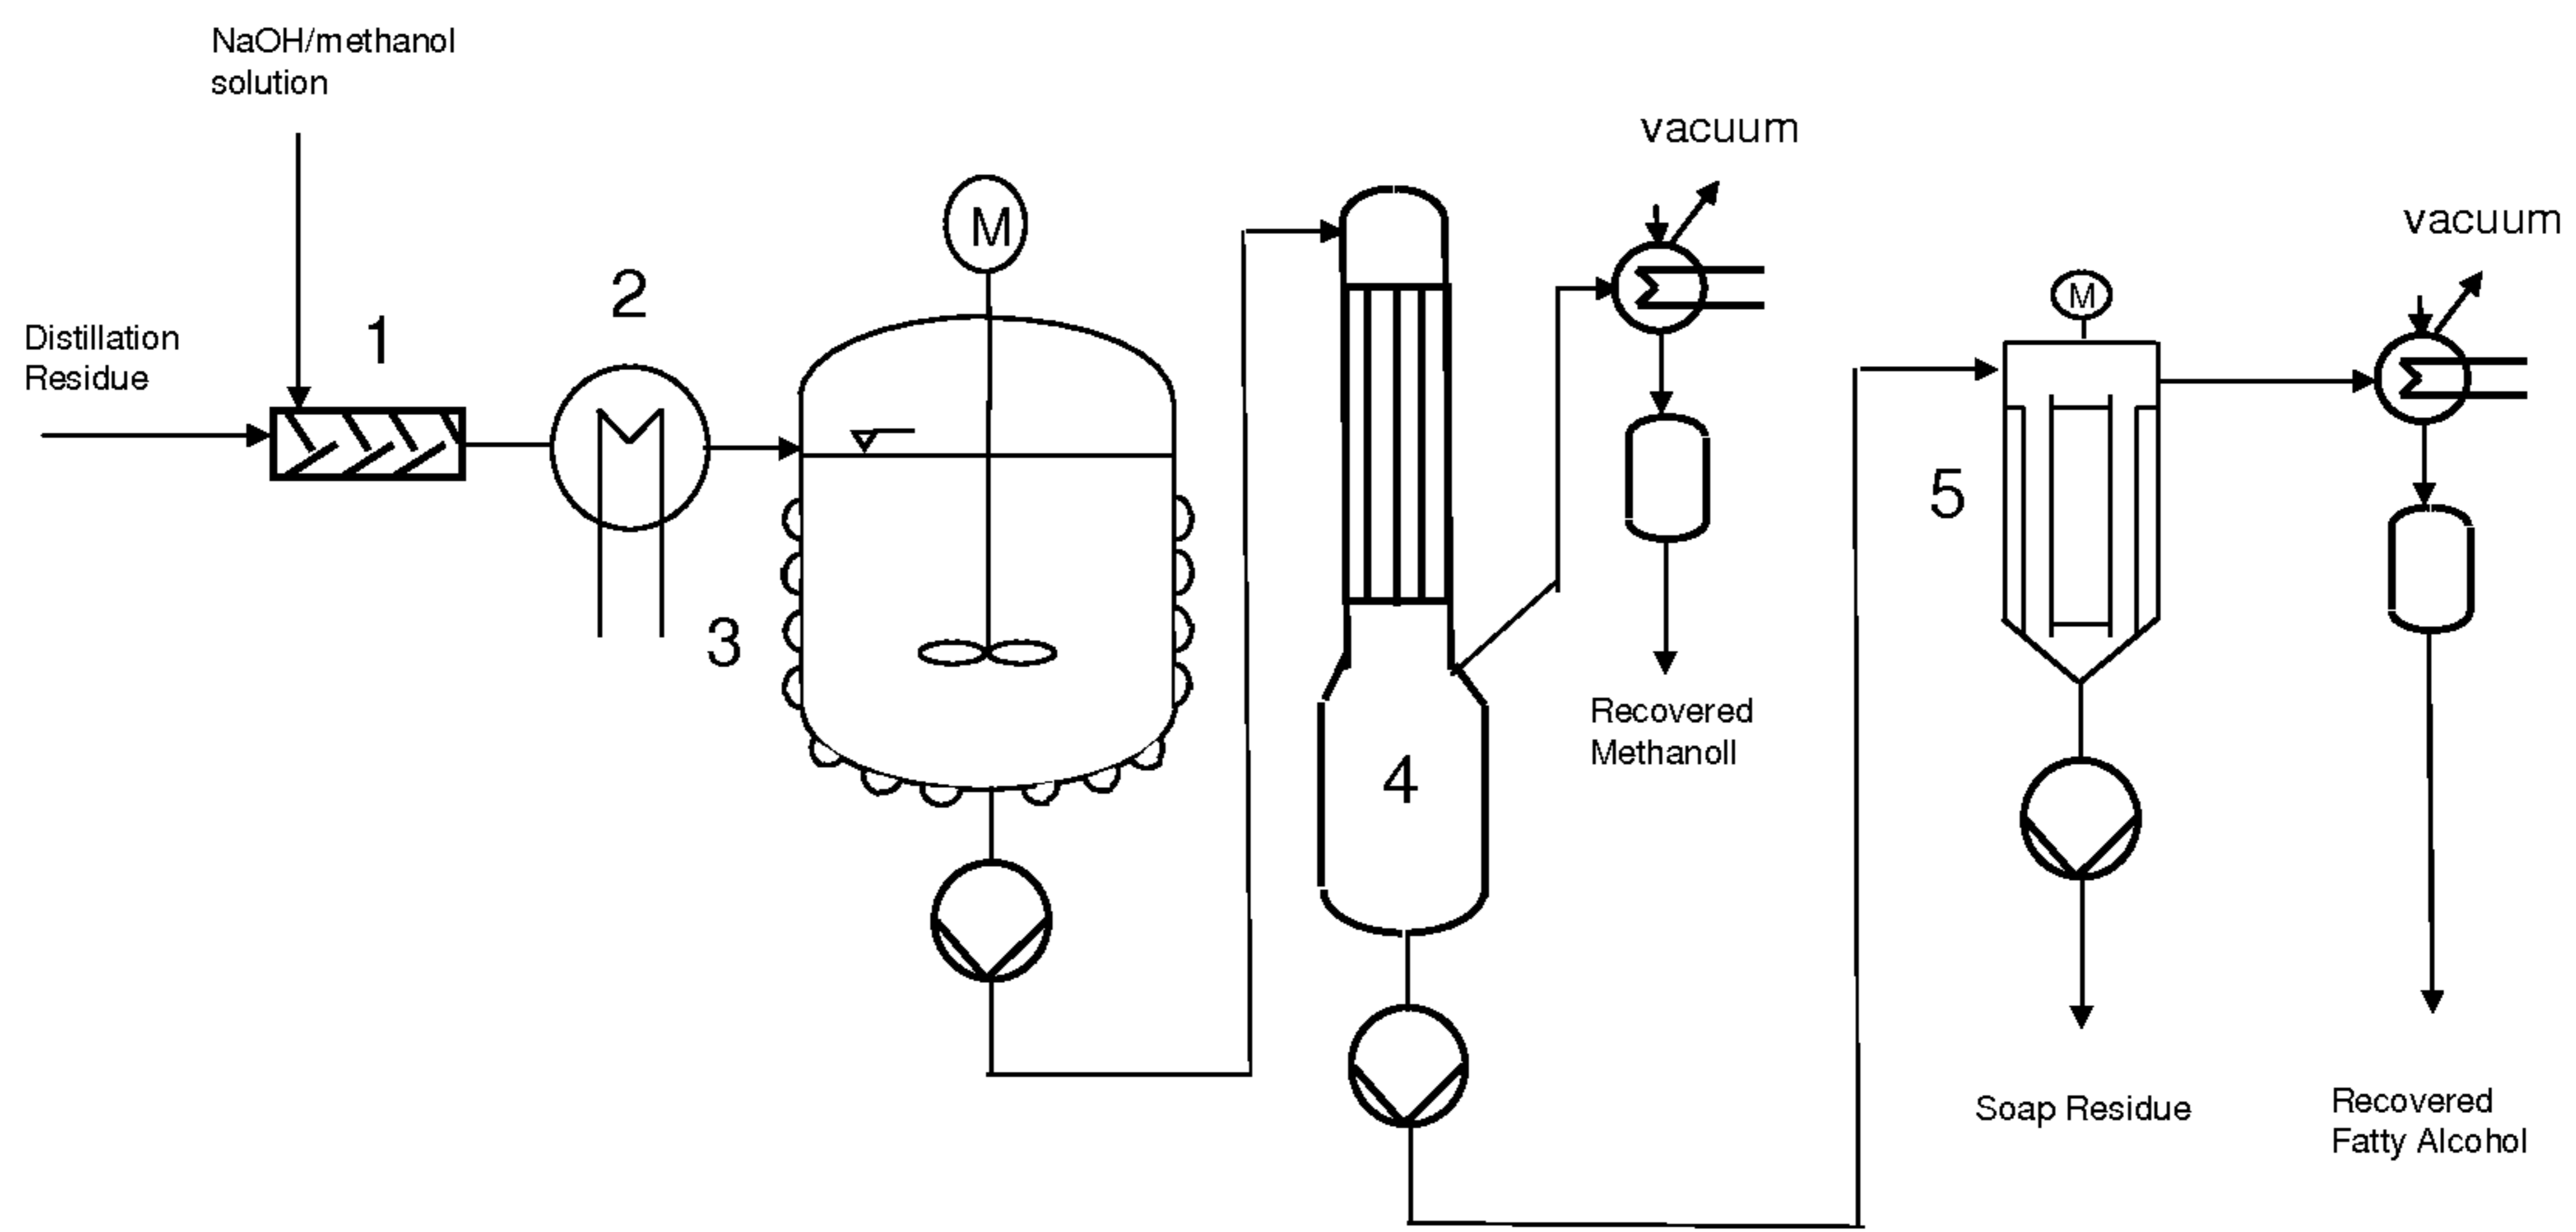 NaOH/methanol
solution
Distillation
Residue
1
2
M
3
4
vacuum
Recovered
Methanoll
5
M
vacuum
Soap Residue
Recovered
Fatty Alcohol